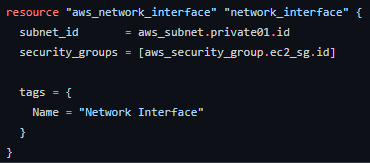 resource "aws_network_interface" "network_interface" {
  subnet_id       = aws_subnet.private01.id
  security_groups = [aws_security_group.ec2_sg.id]

  tags = {
    Name = "Network Interface"
  }
}